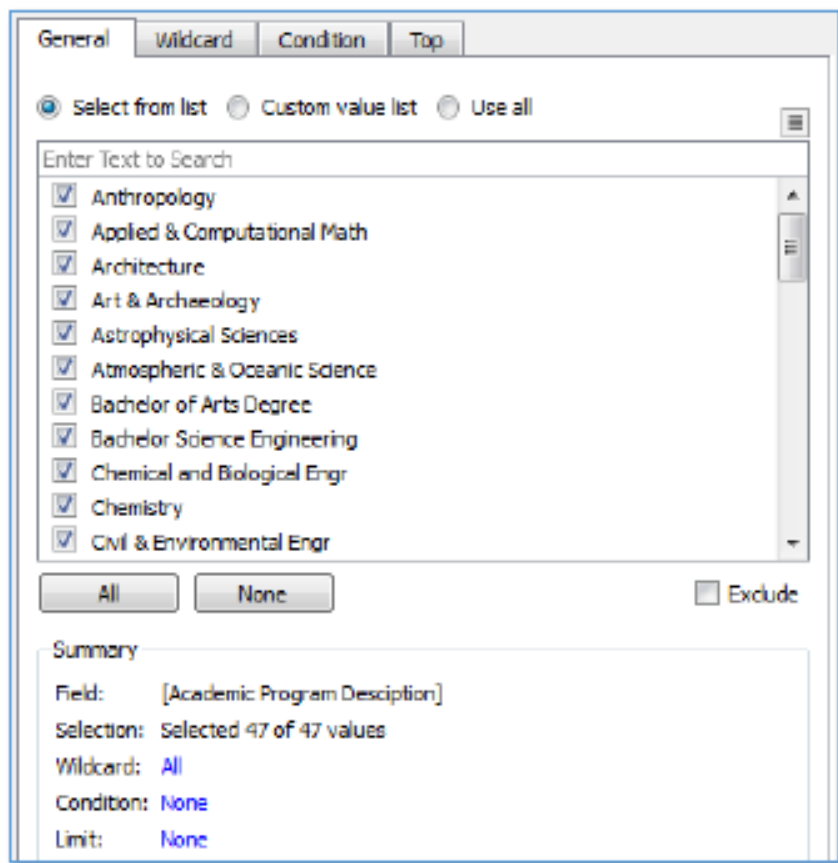 General Wildcard Condition Top
Select from list Custom value list Use all
Enter Text to Search
Anthropology
Applied & Computational Math
Architecture
Art & Archaeology
Astrophysical Sciences
Atmospheric & Oceanic Science
Bachelor of Arts Degree
Bachelor Science Engineering
Chemical and Biological Engr
Chemistry
Civil & Environmental Engr
All None Exclude
Summary
Field: [Academic Program Desciption]
Selection: Selected 47 of 47 values
Wildcard: All
Condition: None
Limit: None